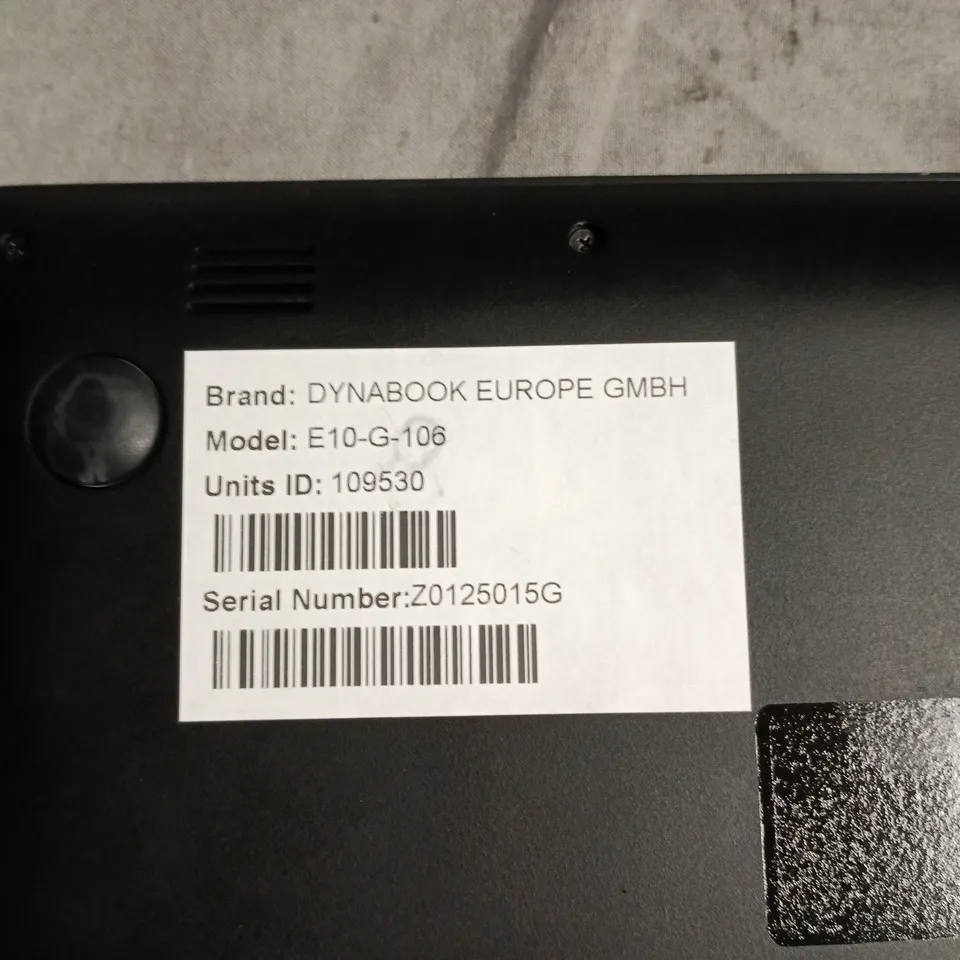 Brand: DYNABOOK EUROPE GMBH
Model: E10-G-106
Units ID: 109530
Serial Number:Z0125015G